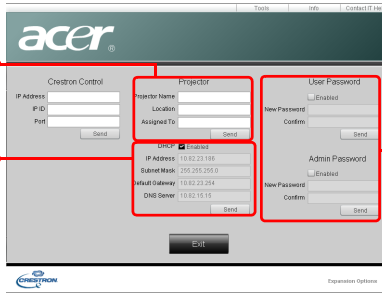 Tools Info Contact IT He
acer
Crestron Control
IP Address
IP ID
Port
Send
Projector
Projector Name
Location
Assigned To
Send
DHCP Enabled
IP Address 10.82.23.166
Subnet Mask 255.255.255.0
Default Gateway 10.82.23.254
DNS Server 10.82.15.15
Send
User Password
Enabled
New Password
Confirm
Send
Admin Password
Enabled
New Password
Confirm
Send
Exit
CRESTRON
Expansion Options